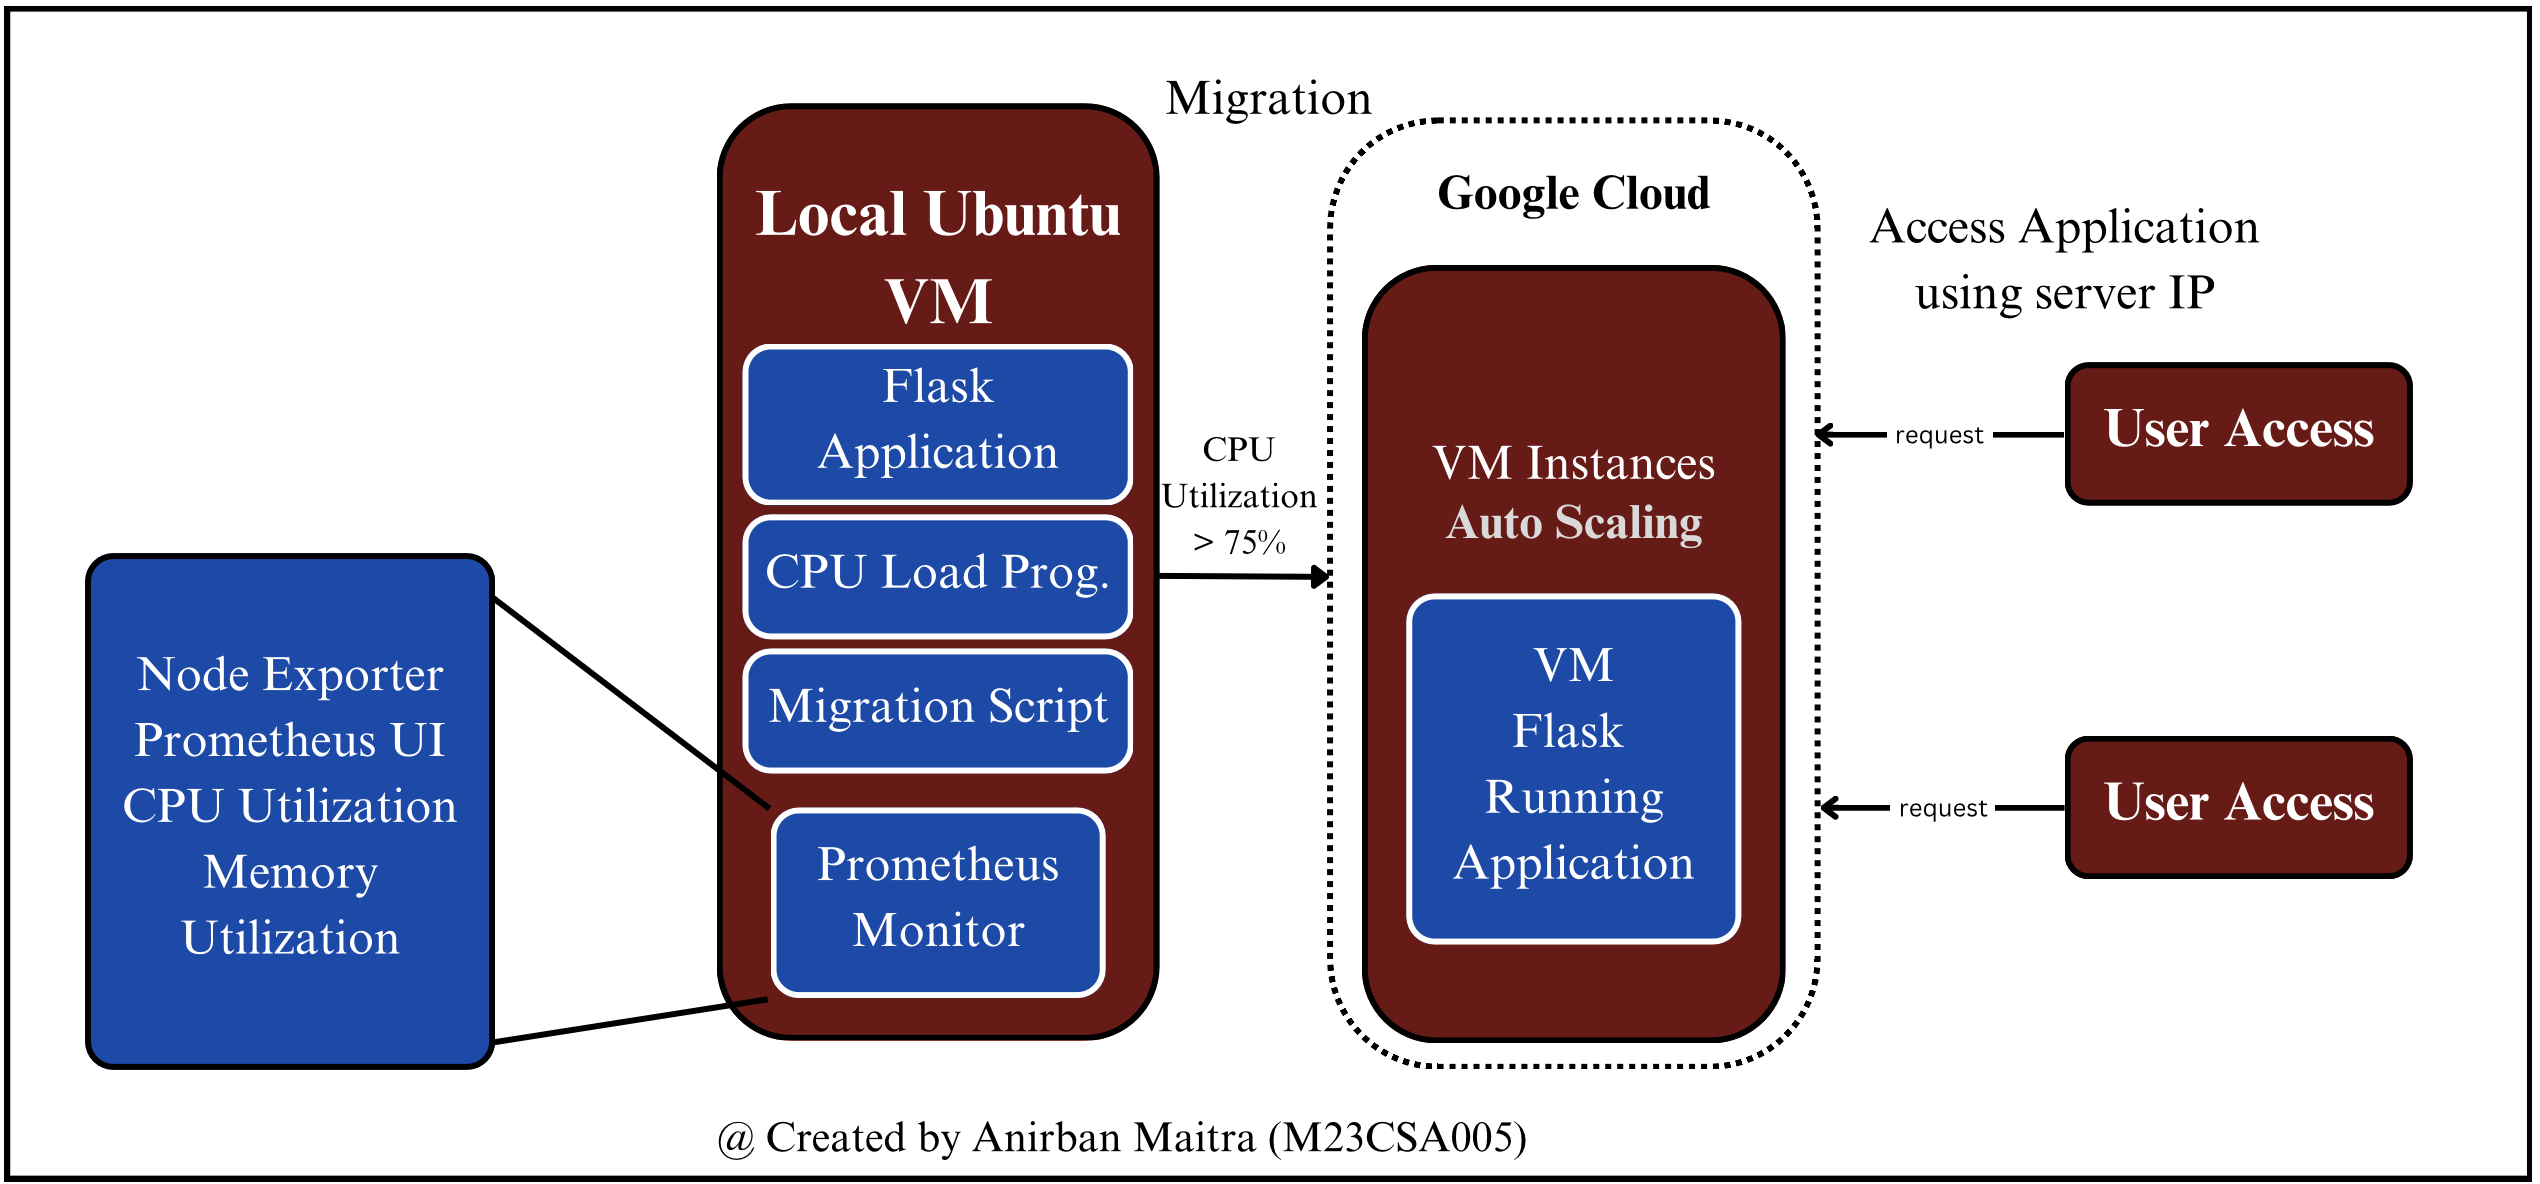 Migration
Local Ubuntu
VM
Flask
Application
CPU Load Prog.
Migration Script
Prometheus
Monitor
Node Exporter
Prometheus UI
CPU Utilization
Memory
Utilization
CPU
Utilization
> 75%
Google Cloud
VM Instances
Auto Scaling
VM
Flask
Running
Application
Access Application
using server IP
request
User Access
request
User Access
@ Created by Anirban Maitra (M23CSA005)